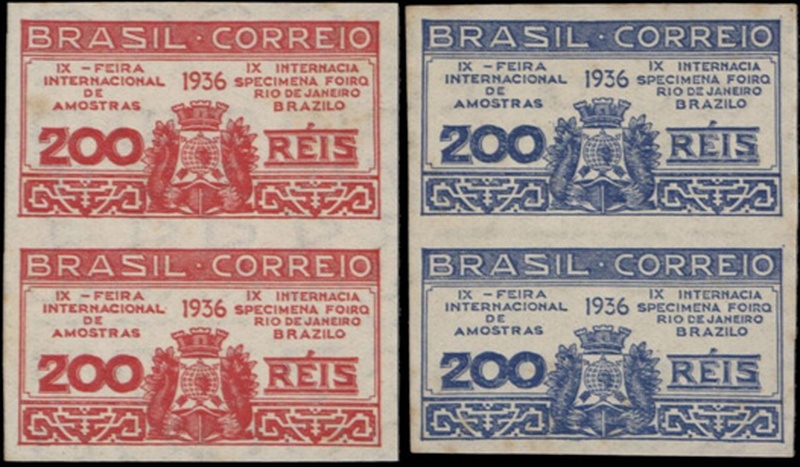 BRASIL · CORREIO
IX - FEIRA
INTERNACIONAL
DE
AMOSTRAS
1936
IX INTERNACIA
SPECIMENA FOIRO
RIO DE JANEIRO
BRAZILO
200 RÉIS
BRASIL · CORREIO
IX - FEIRA
INTERNACIONAL
DE
AMOSTRAS
1936
IX INTERNACIA
SPECIMENA FOIRO
RIO DE JANEIRO
BRAZILO
200 RÉIS
BRASIL · CORREIO
IX - FEIRA
INTERNACIONAL
DE
AMOSTRAS
1936
IX INTERNACIA
SPECIMENA FOIRO
RIO DE JANEIRO
BRAZILO
200 RÉIS
BRASIL · CORREIO
IX - FEIRA
INTERNACIONAL
DE
AMOSTRAS
1936
IX INTERNACIA
SPECIMENA FOIRO
RIO DE JANEIRO
BRAZILO
200 RÉIS